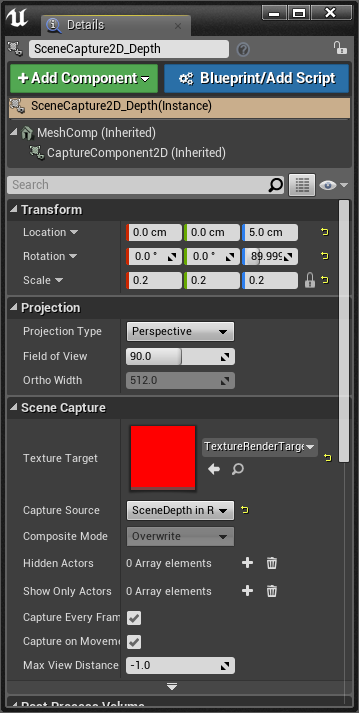 Details
SceneCapture2D_Depth
Add Component
Blueprint/Add Script
SceneCapture2D_Depth(Instance)
MeshComp (Inherited)
CaptureComponent2D (Inherited)
Search
Transform
Location 0.0 cm 0.0 cm 5.0 cm
Rotation 0.0 ° 0.0 ° 89.999
Scale 0.2 0.2 0.2
Projection
Projection Type Perspective
Field of View 90.0
Ortho Width 512.0
Scene Capture
Texture Target TextureRenderTarge
Capture Source SceneDepth in R
Composite Mode Overwrite
Hidden Actors 0 Array elements
Show Only Actors 0 Array elements
Capture Every Fram
Capture on Moveme
Max View Distance -1.0
Post Process Volume